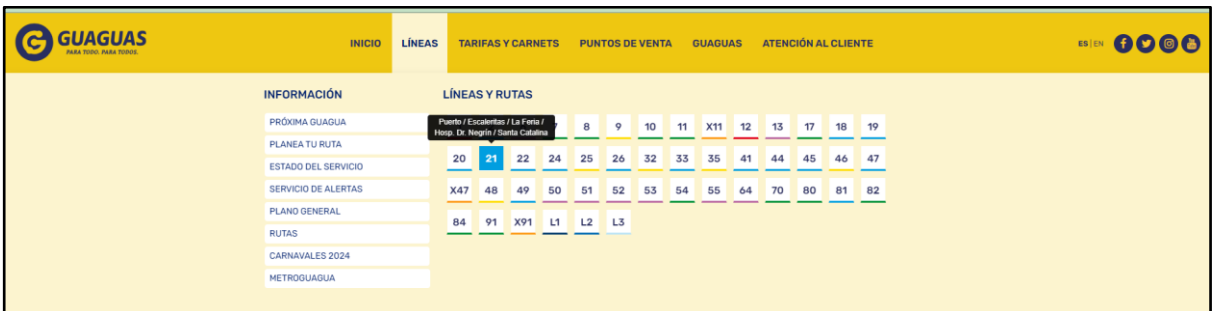 GUAGUAS
PARA TODO. PARA TODOS.
INICIO LÍNEAS TARIFAS Y CARNETS PUNTOS DE VENTA GUAGUAS ATENCIÓN AL CLIENTE
ES | EN
INFORMACIÓN
PRÓXIMA GUAGUA
PLANEA TU RUTA
ESTADO DEL SERVICIO
SERVICIO DE ALERTAS
PLANO GENERAL
RUTAS
CARNAVALES 2024
METROGUAGUA
LÍNEAS Y RUTAS
Puerto / Escaleritas / La Feria /
Hosp. Dr. Negrín / Santa Catalina
8 9 10 11 X11 12 13 17 18 19
20 21 22 24 25 26 32 33 35 41 44 45 46 47
X47 48 49 50 51 52 53 54 55 64 70 80 81 82
84 91 X91 L1 L2 L3